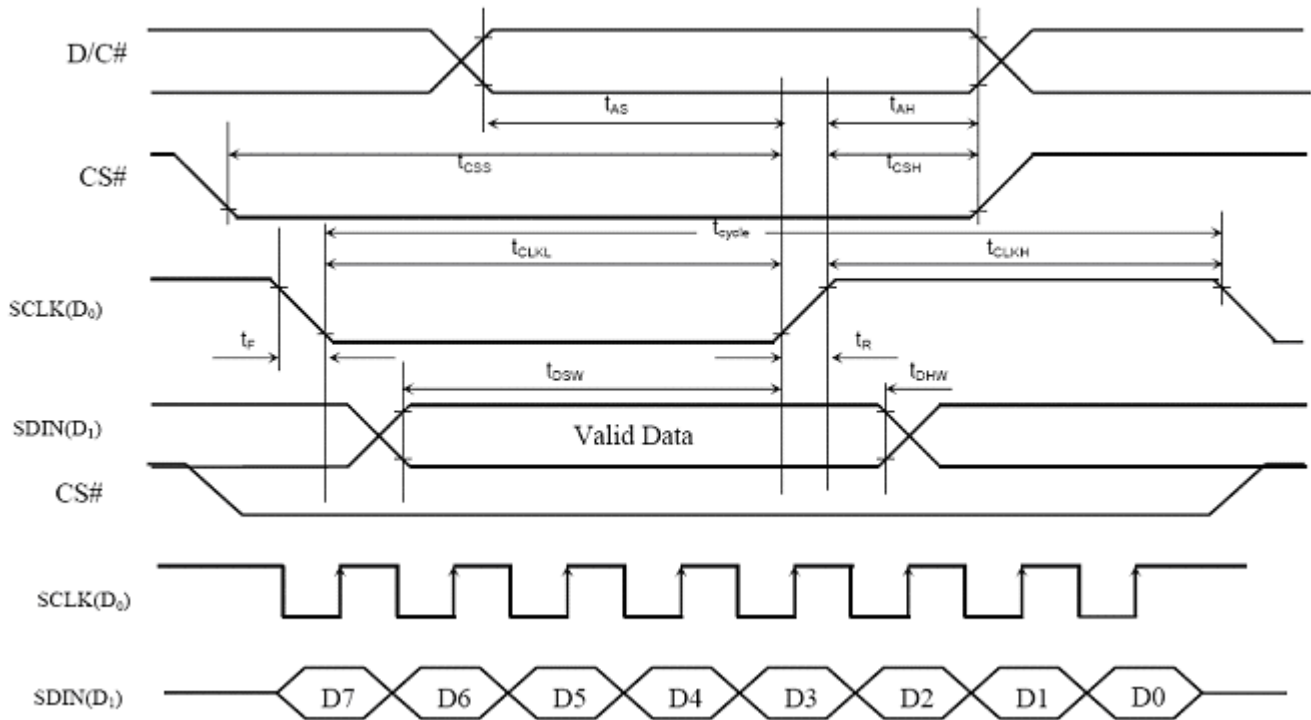 D/C#
tAS
tAH
CS#
tCSS
tCSH
tcycle
tCLKL
tCLKH
SCLK(D0)
tF
tR
tDSW
tDHW
SDIN(D1)
Valid Data
CS#
SCLK(D0)
SDIN(D1)
D7 D6 D5 D4 D3 D2 D1 D0